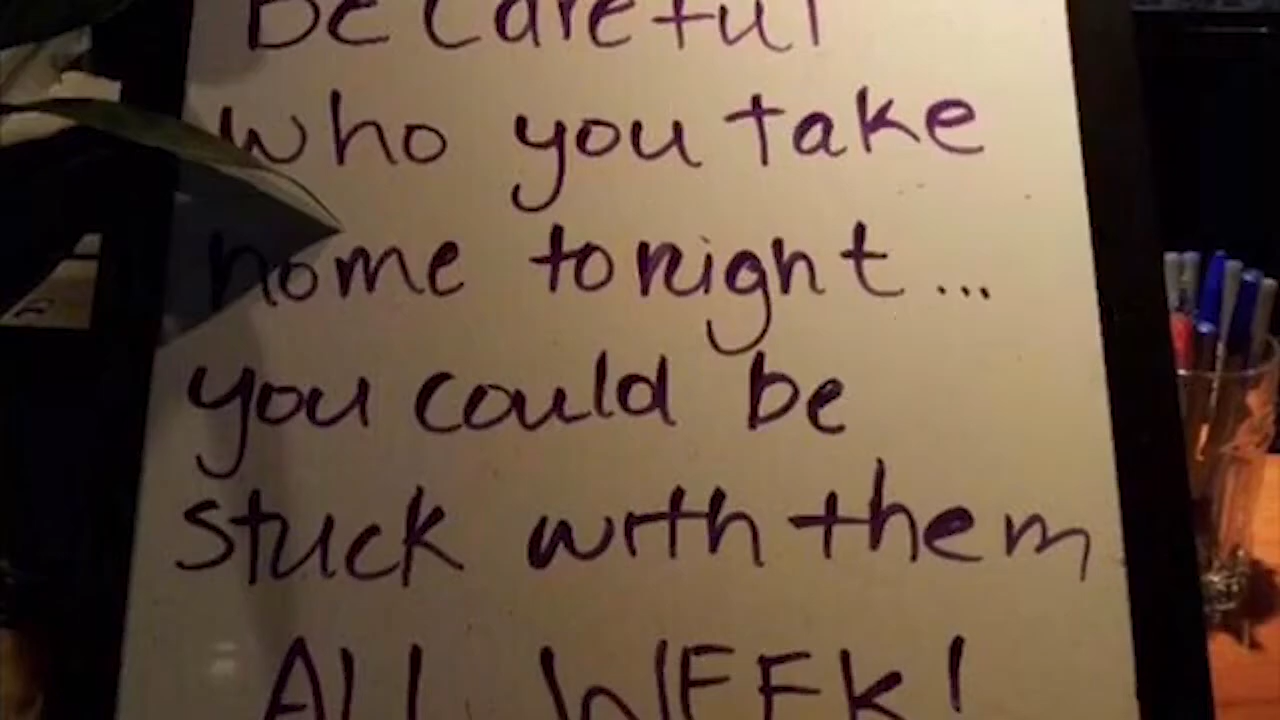 Be careful
who you take
home tonight...
you could be
stuck with them
ALL WEEK!